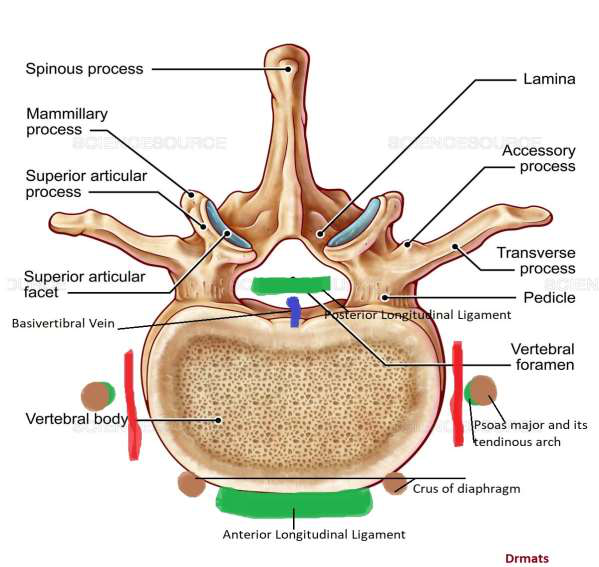 Spinous process
Lamina
Mammillary
process
SCIENCESOURCE
SCIENCESOURCE
Accessory
process
Superior articular
process
Transverse
process
Superior articular
facet
Pedicle
Basivertibral Vein
Posterior Longitudinal Ligament
Vertebral
foramen
Vertebral body
Psoas major and its
tendinous arch
Crus of diaphragm
Anterior Longitudinal Ligament
Drmats